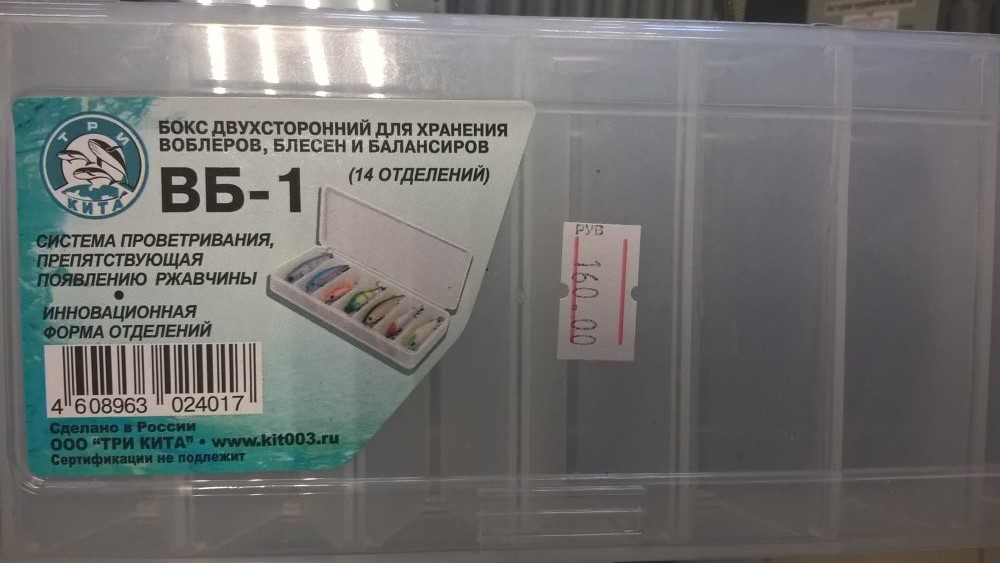 ТРИ
КИТА
БОКС ДВУХСТОРОННИЙ ДЛЯ ХРАНЕНИЯ
ВОБЛЕРОВ, БЛЕСЕН И БАЛАНСИРОВ
ВБ-1
(14 ОТДЕЛЕНИЙ)
СИСТЕМА ПРОВЕТРИВАНИЯ,
ПРЕПЯТСТВУЮЩАЯ
ПОЯВЛЕНИЮ РЖАВЧИНЫ
•
ИННОВАЦИОННАЯ
ФОРМА ОТДЕЛЕНИЙ
4 608963 024017
Сделано в России
ООО "ТРИ КИТА" • www.kit003.ru
Сертификации не подлежит
РУБ
160.00